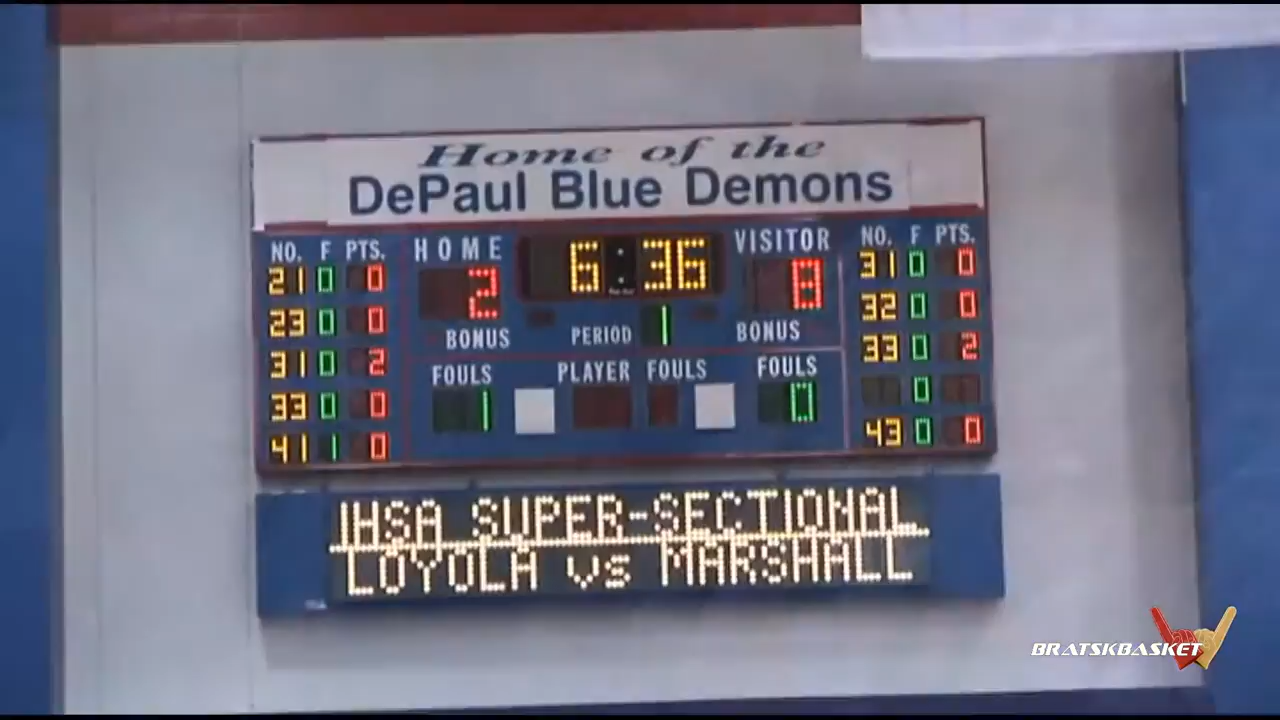 Home of the
DePaul Blue Demons
NO. F PTS.
21 0 0
23 0 0
31 0 2
33 0 0
41 1 0
HOME
2
6:36
VISITOR
8
BONUS
PERIOD 1
BONUS
FOULS
1
PLAYER FOULS
FOULS
0
NO. F PTS.
31 0 0
32 0 0
33 0 2
0
43 0 0
IHSA SUPER-SECTIONAL
LOYOLA vs MARSHALL
BRATSKBASKET